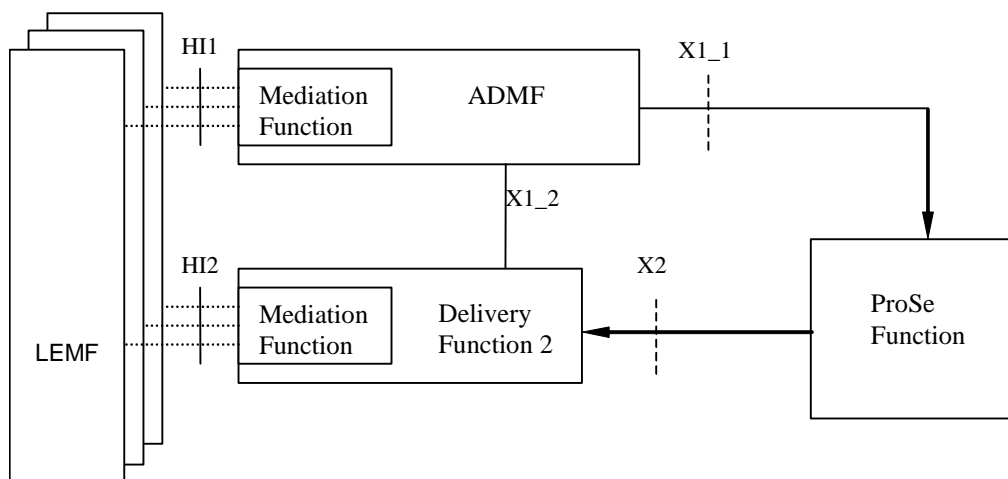 HI1
X1_1
Mediation
Function
ADMF
X1_2
HI2
X2
Mediation
Function
Delivery
Function 2
ProSe
Function
LEMF